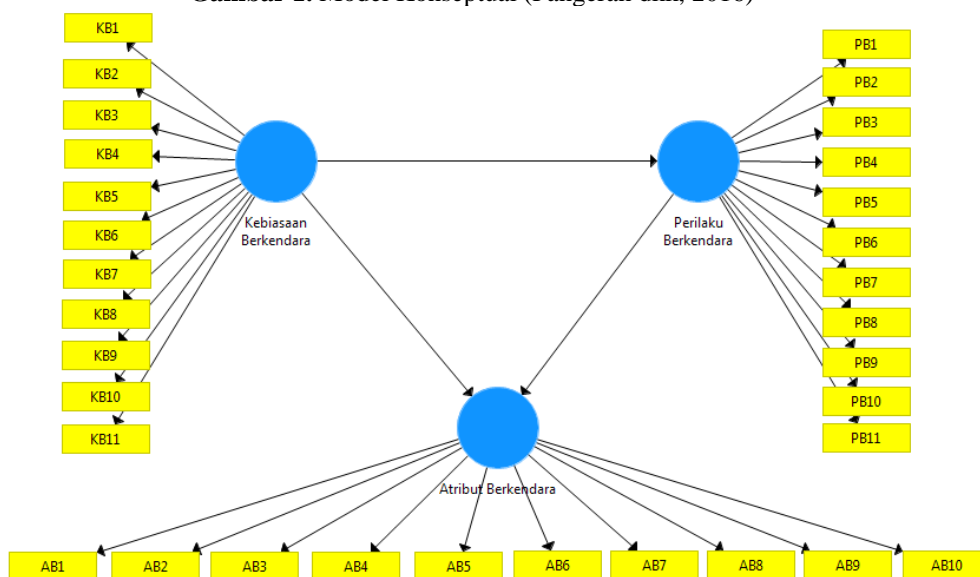 KB1
KB2
KB3
KB4
KB5
KB6
KB7
KB8
KB9
KB10
KB11
Kebiasaan
Berkendara
Perilaku
Berkendara
PB1
PB2
PB3
PB4
PB5
PB6
PB7
PB8
PB9
PB10
PB11
Atribut Berkendara
AB1 AB2 AB3 AB4 AB5 AB6 AB7 AB8 AB9 AB10